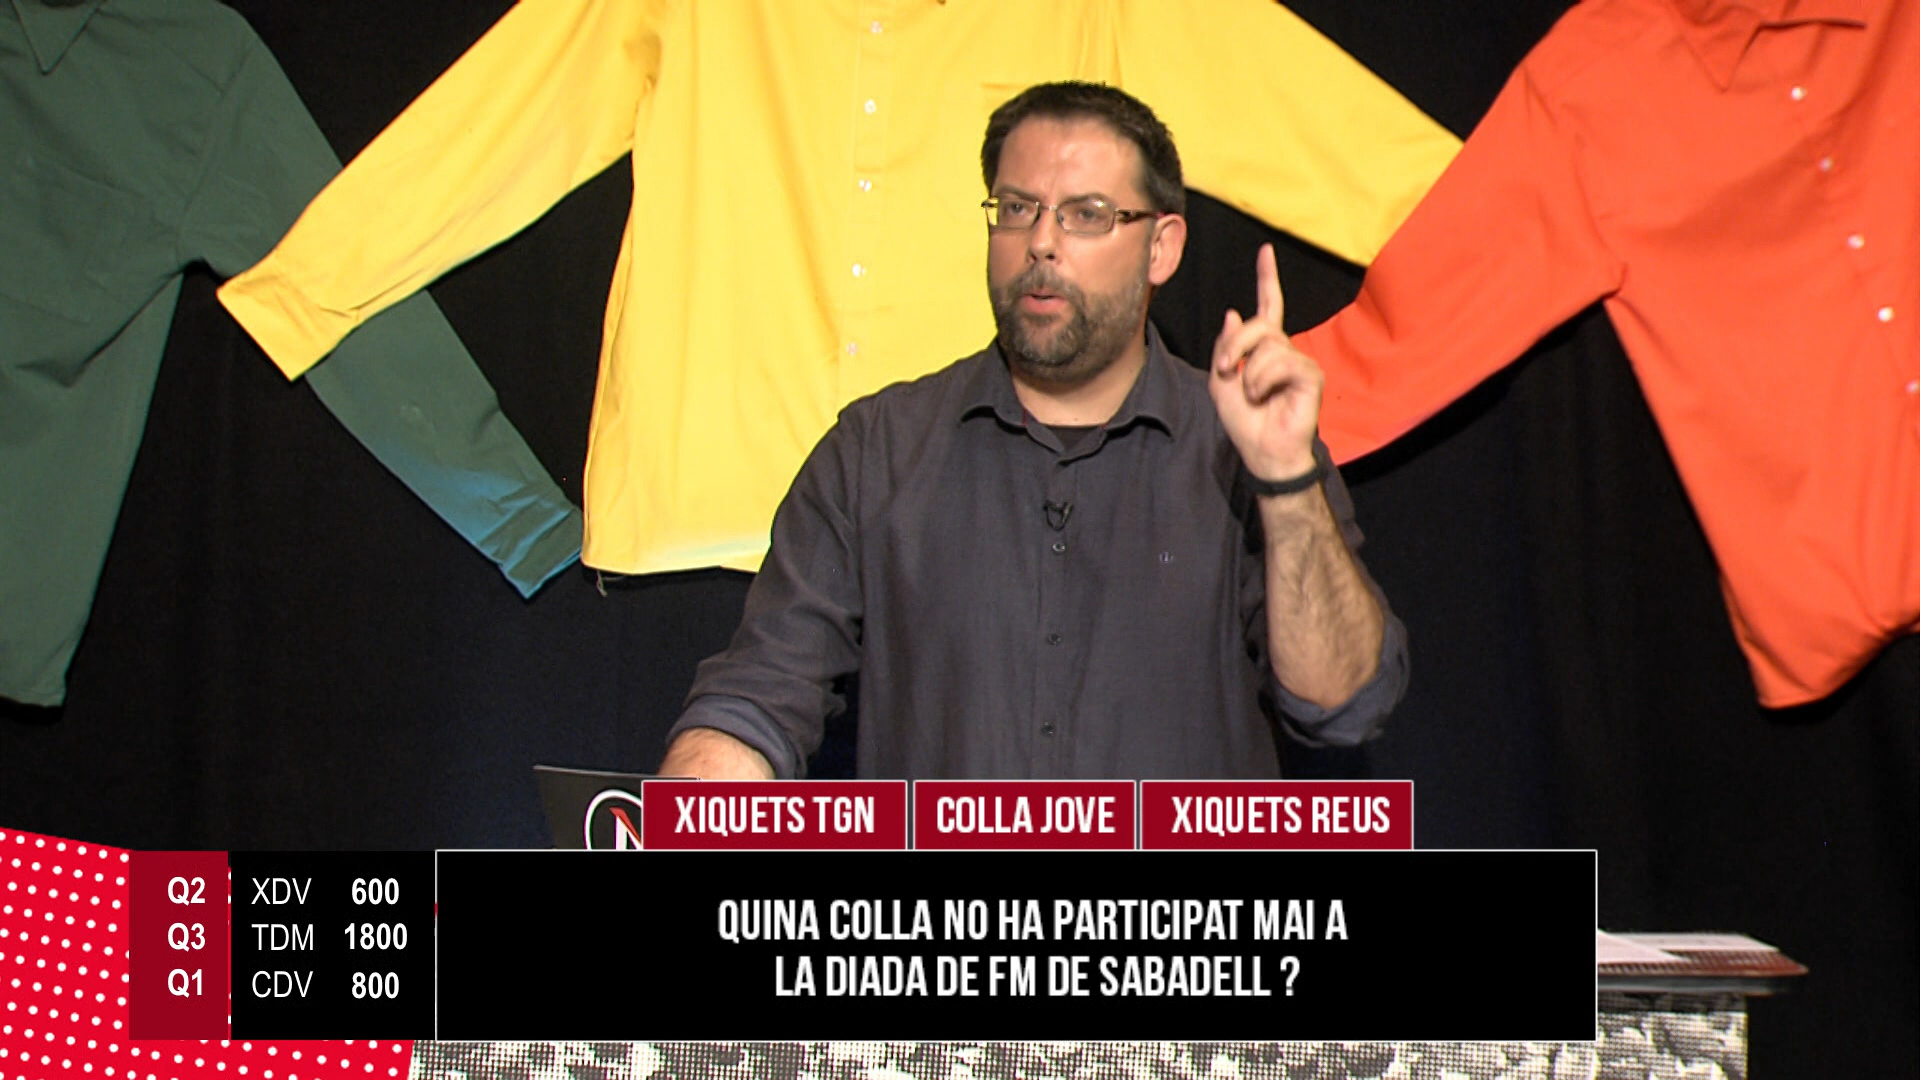 XIQUETS TGN
COLLA JOVE
XIQUETS REUS
Q2 XDV 600
Q3 TDM 1800
Q1 CDV 800
QUINA COLLA NO HA PARTICIPAT MAI A
LA DIADA DE FM DE SABADELL ?